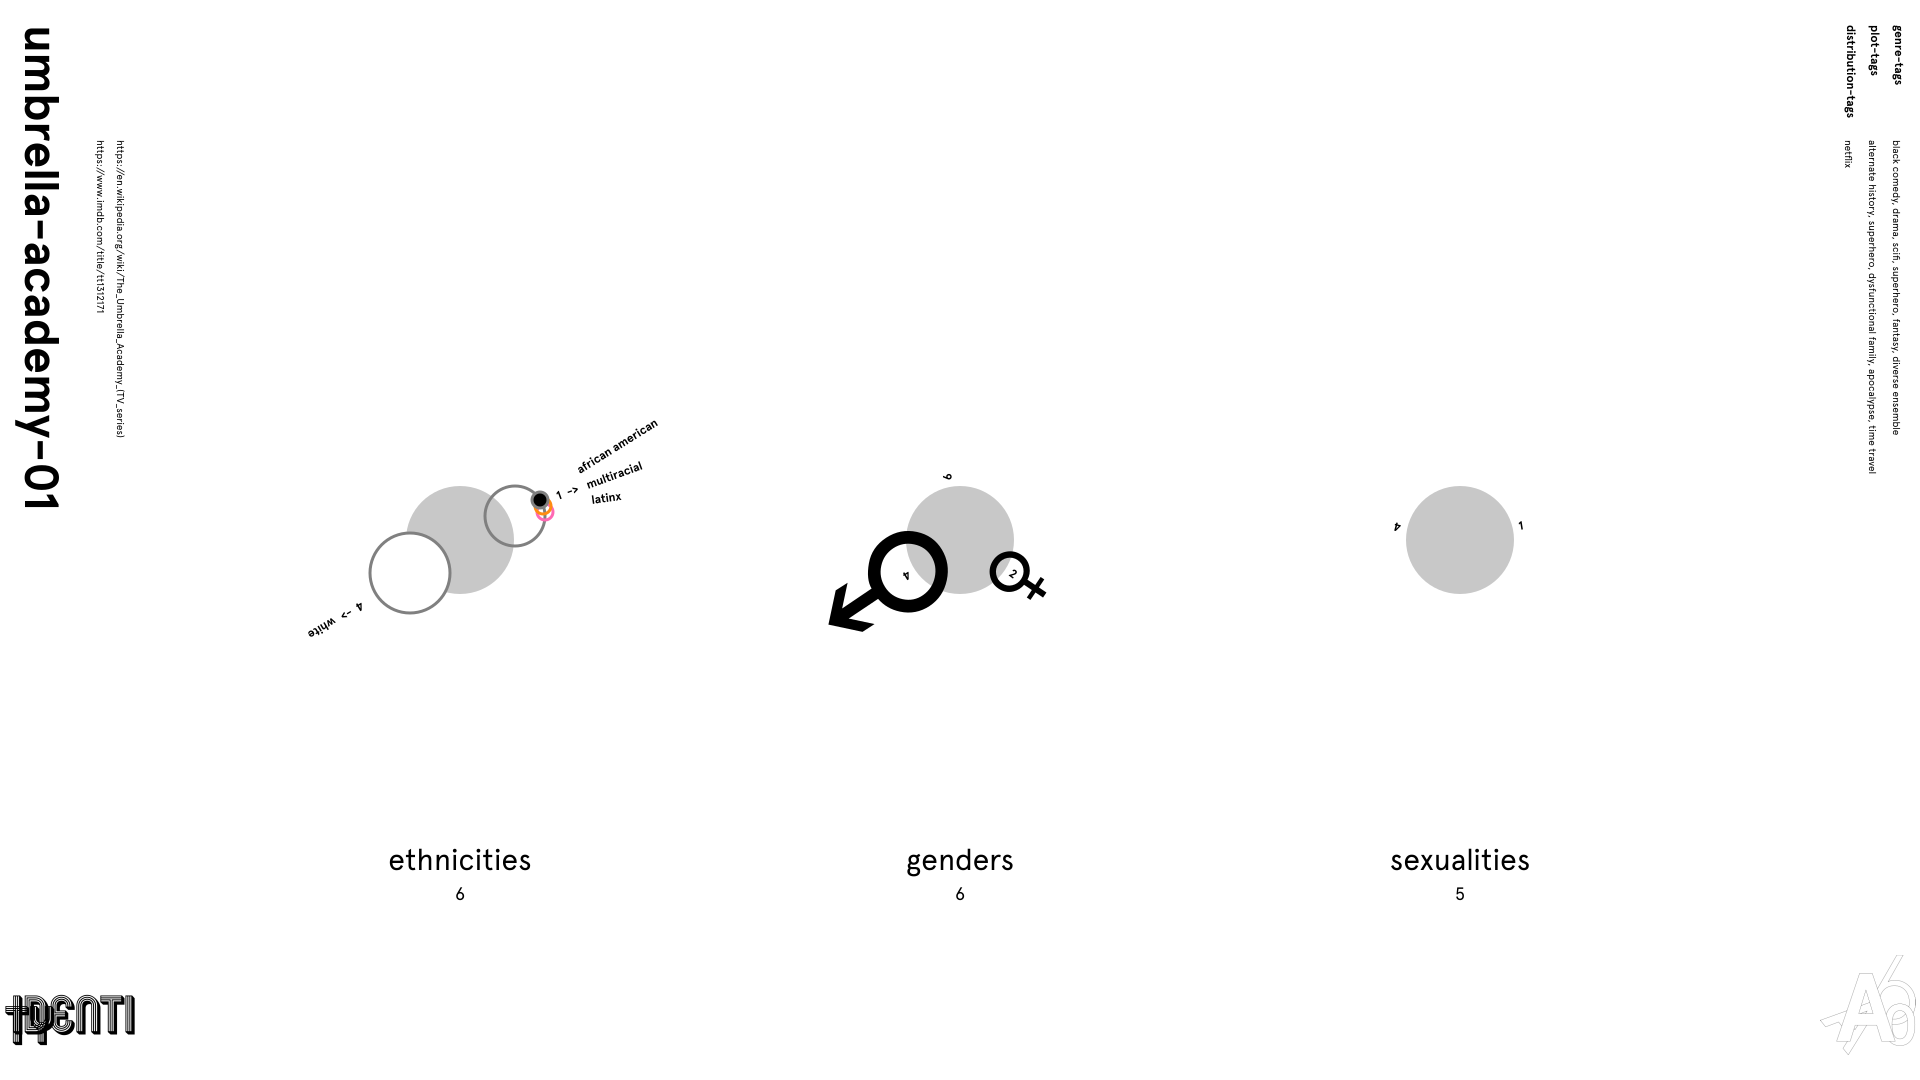 umbrella-academy-01
https://en.wikipedia.org/wiki/The_Umbrella_Academy_(TV_series)
https://www.imdb.com/title/tt1312171
genre-tags
black comedy, drama, scifi, superhero, fantasy, diverse ensemble
plot-tags
alternate history, superhero, dysfunctional family, apocalypse, time travel
distribution-tags
netflix
african american
1 -> multiracial
latinx
4 -> white
6
4
2
4
1
ethnicities
6
genders
6
sexualities
5
IDENTI